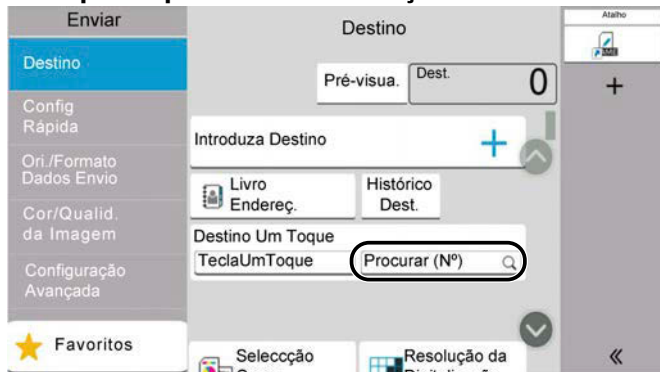 Enviar
Destino
Config
Rápida
Ori./Formato
Dados Envio
Cor/Qualid.
da Imagem
Configuração
Avançada
Favoritos
Destino
Pré-visua.
Dest.
0
Introduza Destino
+
Livro
Endereç.
Histórico
Dest.
Destino Um Toque
TeclaUmToque
Procurar (Nº)
Seleccção
Resolução da
Atalho
+
«